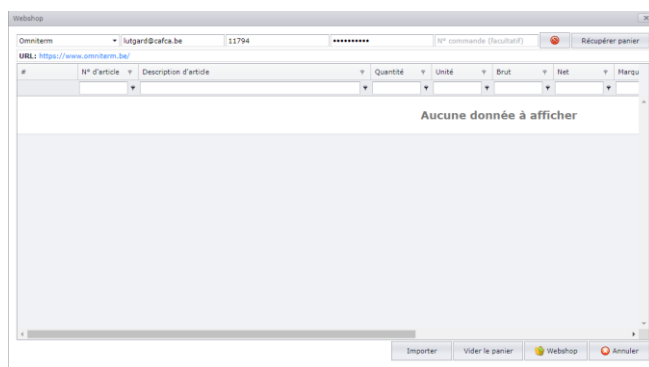 Webshop
Omniterm lutgard@cafca.be 11794 •••••••••• N° commande (facultatif) Récupérer panier
URL: https://www.omniterm.be/
# N° d'article Description d'article Quantité Unité Brut Net Marqu
Aucune donnée à afficher
Importer Vider le panier Webshop Annuler